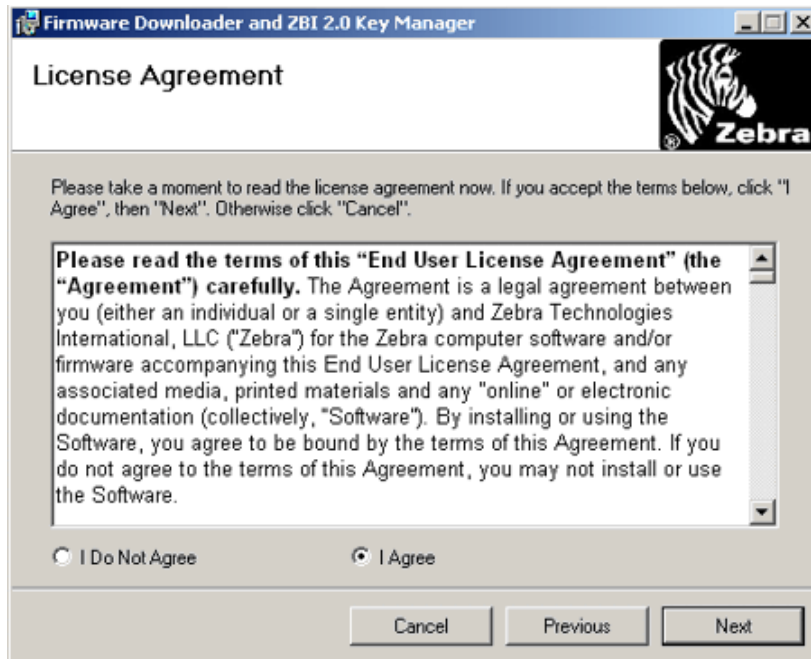 Firmware Downloader and ZBI 2.0 Key Manager
License Agreement
® Zebra
Please take a moment to read the license agreement now. If you accept the terms below, click "I
Agree", then "Next". Otherwise click "Cancel".
Please read the terms of this “End User License Agreement” (the
“Agreement”) carefully. The Agreement is a legal agreement between
you (either an individual or a single entity) and Zebra Technologies
International, LLC ("Zebra") for the Zebra computer software and/or
firmware accompanying this End User License Agreement, and any
associated media, printed materials and any "online" or electronic
documentation (collectively, "Software"). By installing or using the
Software, you agree to be bound by the terms of this Agreement. If you
do not agree to the terms of this Agreement, you may not install or use
the Software.
I Do Not Agree I Agree
Cancel Previous Next